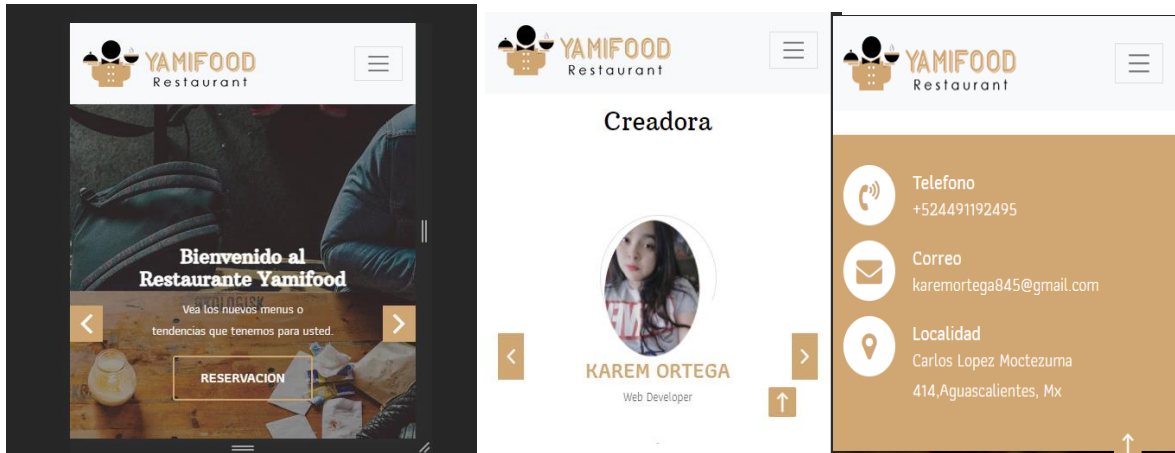 YAMIFOOD
Restaurant
Bienvenido al
Restaurante Yamifood
Vea los nuevos menus o
tendencias que tenemos para usted.
RESERVACION
YAMIFOOD
Restaurant
Creadora
KAREM ORTEGA
Web Developer
YAMIFOOD
Restaurant
Telefono
+524491192495
Correo
karemortega845@gmail.com
Localidad
Carlos Lopez Moctezuma
414,Aguascalientes, Mx